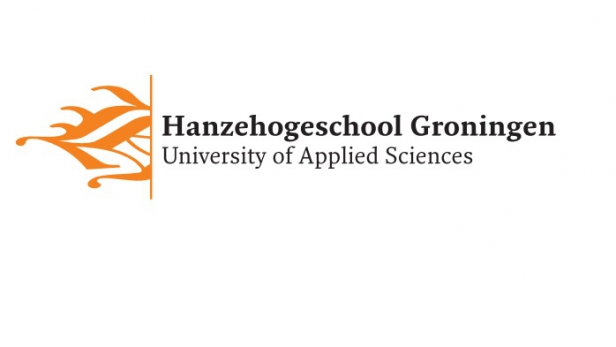 Hanzehogeschool Groningen
University of Applied Sciences